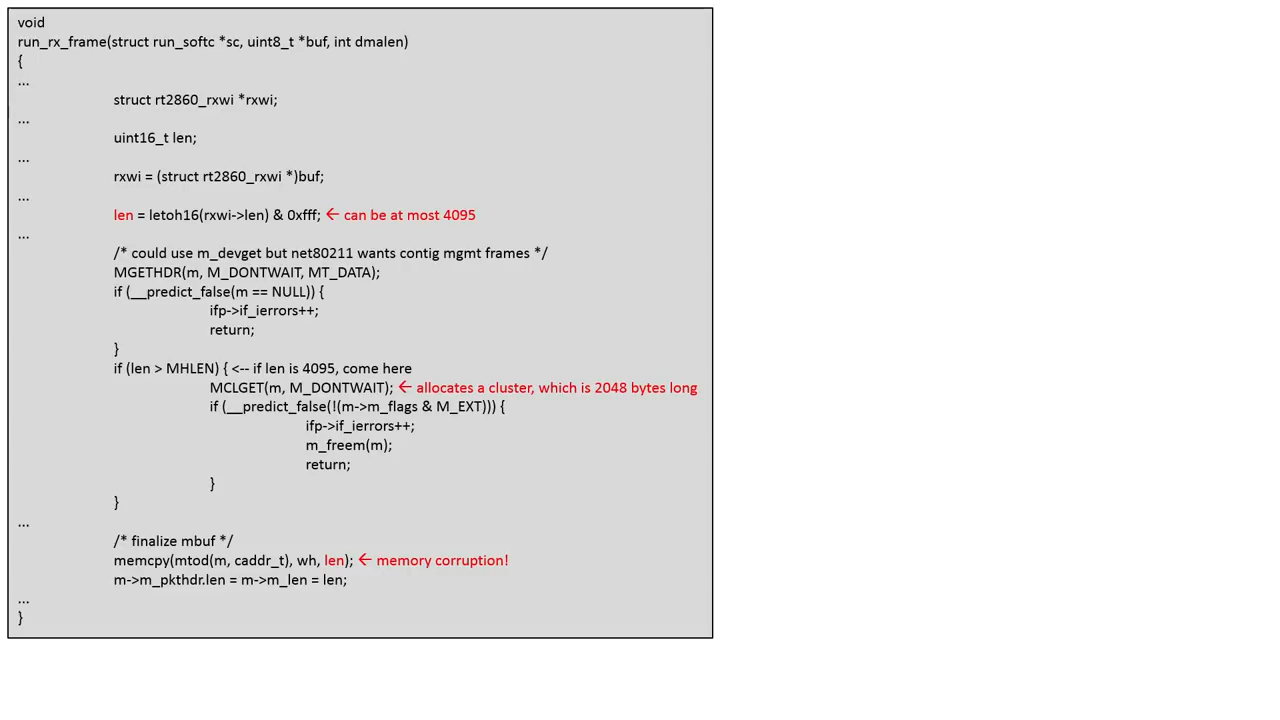 void
run_rx_frame(struct run_softc *sc, uint8_t *buf, int dmalen)
{
...
struct rt2860_rxwi *rxwi;
...
uint16_t len;
...
rxwi = (struct rt2860_rxwi *)buf;
...
len = letoh16(rxwi->len) & 0xfff; ← can be at most 4095
...
/* could use m_devget but net80211 wants contig mgmt frames */
MGETHDR(m, M_DONTWAIT, MT_DATA);
if (__predict_false(m == NULL)) {
ifp->if_ierrors++;
return;
}
if (len > MHLEN) { <-- if len is 4095, come here
MCLGET(m, M_DONTWAIT); ← allocates a cluster, which is 2048 bytes long
if (__predict_false(!(m->m_flags & M_EXT))) {
ifp->if_ierrors++;
m_freem(m);
return;
}
}
...
/* finalize mbuf */
memcpy(mtod(m, caddr_t), wh, len); ← memory corruption!
m->m_pkthdr.len = m->m_len = len;
...
}